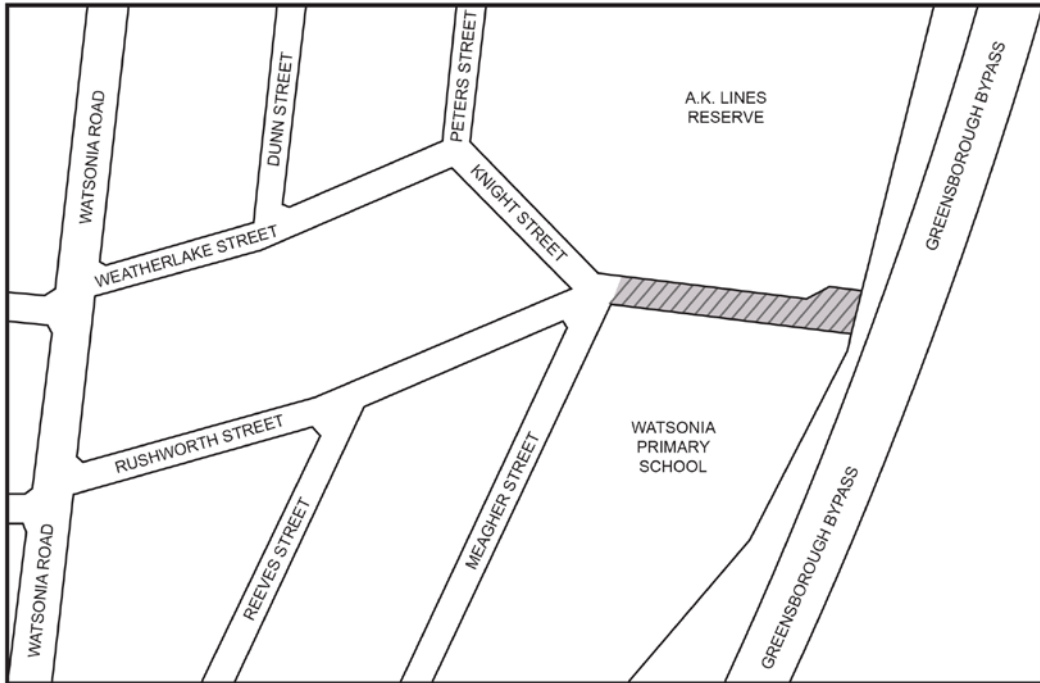 WATSONIA ROAD
DUNN STREET
PETERS STREET
A.K. LINES
RESERVE
GREENSBOROUGH BYPASS
KNIGHT STREET
WEATHERLAKE STREET
RUSHWORTH STREET
WATSONIA
PRIMARY
SCHOOL
MEAGHER STREET
REEVES STREET
WATSONIA ROAD
GREENSBOROUGH BYPASS